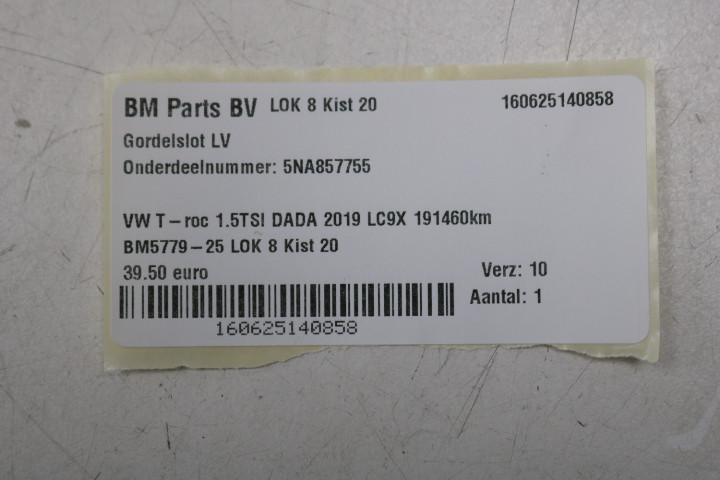 BM Parts BV LOK 8 Kist 20 160625140858
Gordelslot LV
Onderdeelnummer: 5NA857755
VW T-roc 1.5TSI DADA 2019 LC9X 191460km
BM5779-25 LOK 8 Kist 20
39.50 euro Verz: 10
Aantal: 1
160625140858